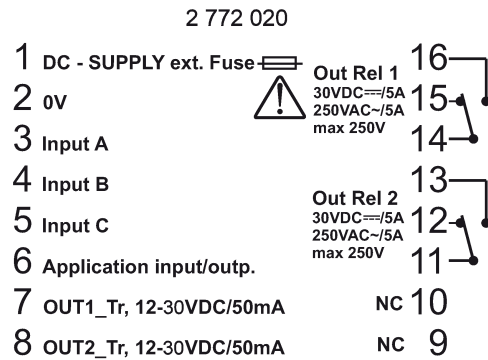 2 772 020
1 DC - SUPPLY ext. Fuse
2 0V
3 Input A
4 Input B
5 Input C
6 Application input/outp.
7 OUT1_Tr, 12-30VDC/50mA
8 OUT2_Tr, 12-30VDC/50mA
Out Rel 1
30VDC⎓/5A
250VAC~/5A
max 250V
16
15
14
Out Rel 2
30VDC⎓/5A
250VAC~/5A
max 250V
13
12
11
NC 10
NC 9